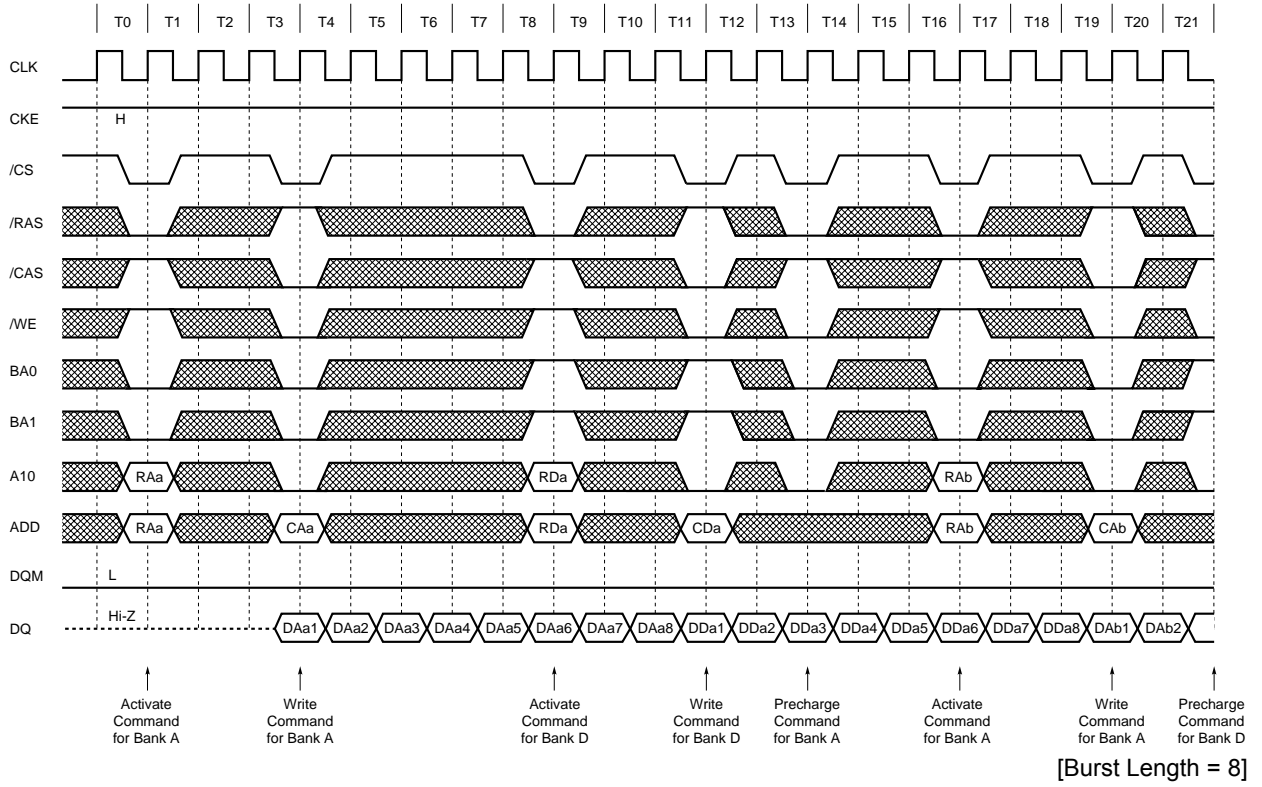 T0 T1 T2 T3 T4 T5 T6 T7 T8 T9 T10 T11 T12 T13 T14 T15 T16 T17 T18 T19 T20 T21
CLK
CKE H
/CS
/RAS
/CAS
/WE
BA0
BA1
A10 RAa RDa RAb
ADD RAa CAa RDa CDa RAb CAb
DQM L
DQ Hi-Z DAa1 DAa2 DAa3 DAa4 DAa5 DAa6 DAa7 DAa8 DDa1 DDa2 DDa3 DDa4 DDa5 DDa6 DDa7 DDa8 DAb1 DAb2
Activate Write Activate Write Precharge Activate Write Precharge
Command Command Command Command Command Command Command Command
for Bank A for Bank A for Bank D for Bank D for Bank A for Bank A for Bank A for Bank D
[Burst Length = 8]